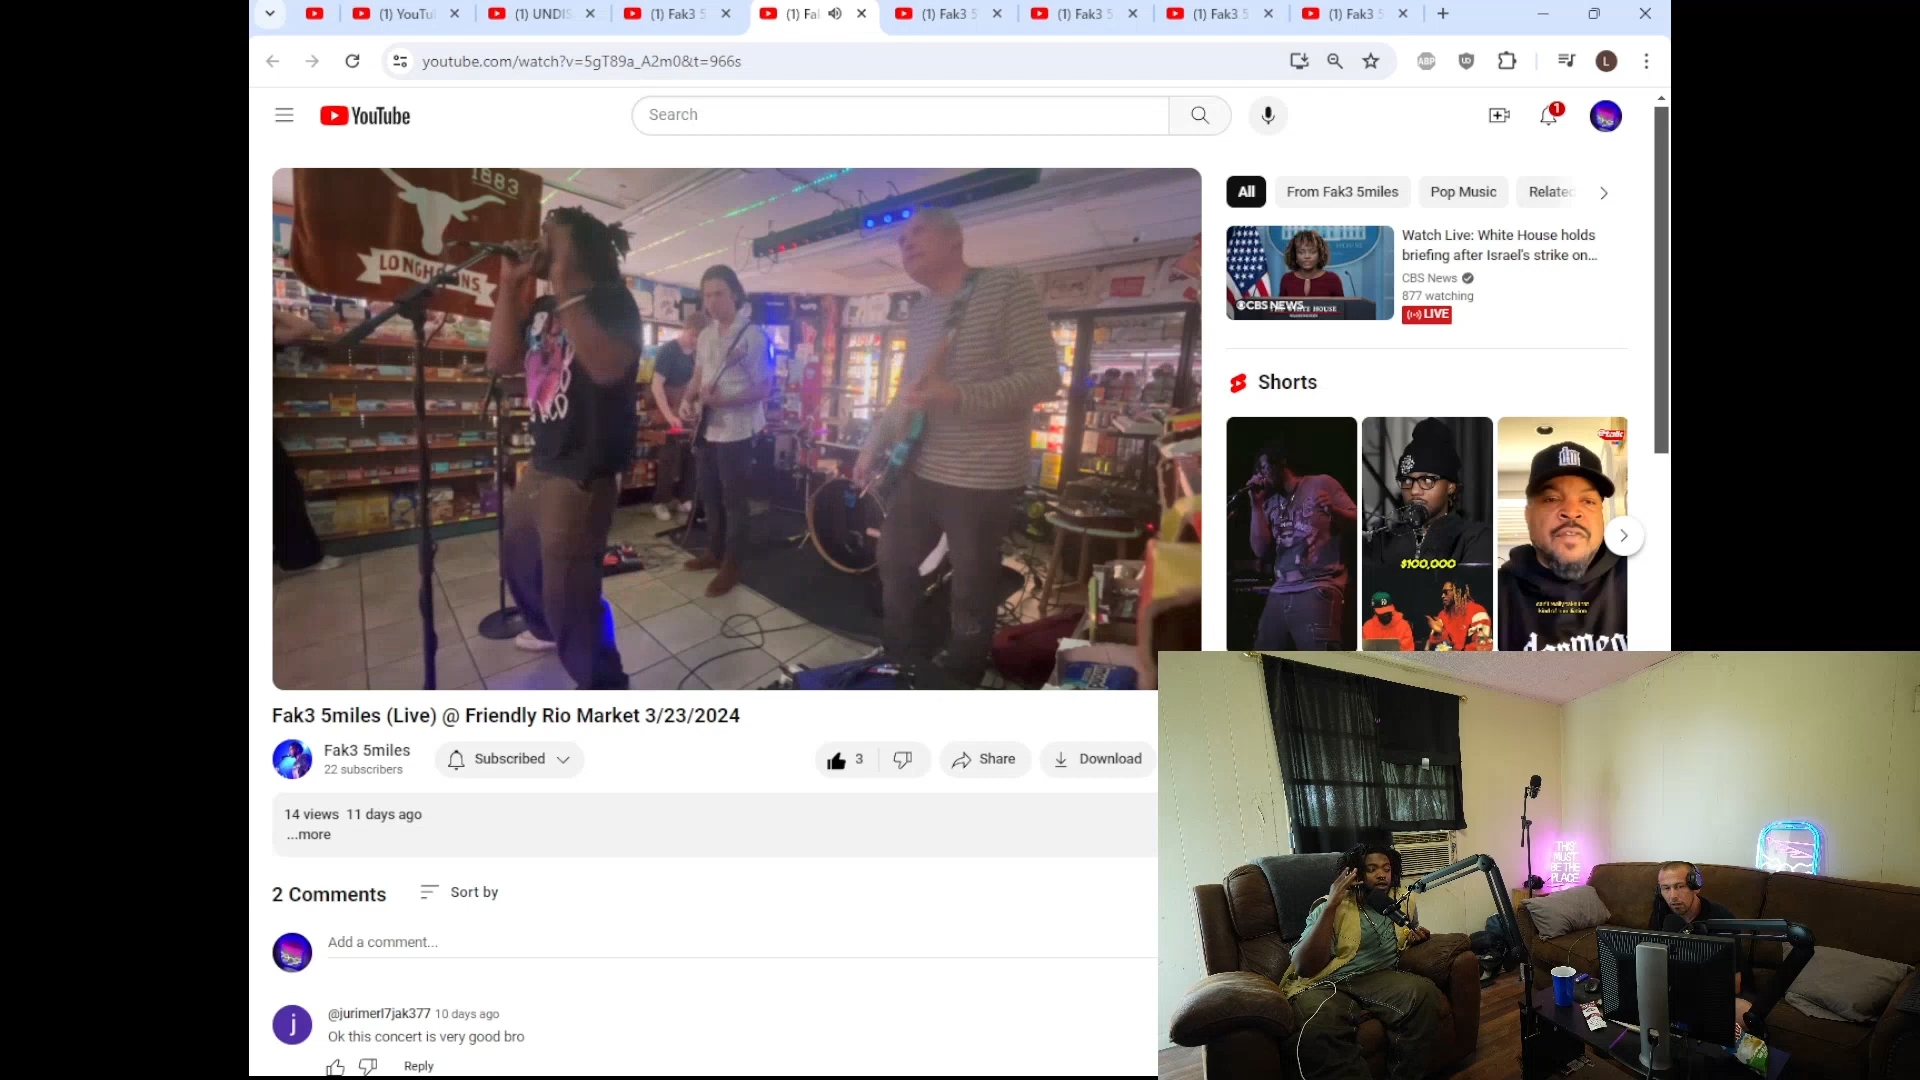 (1) YouTu
(1) UNDIS
(1) Fak3 5
(1) Fa
(1) Fak3 5
(1) Fak3 5
(1) Fak3 5
(1) Fak3 5
youtube.com/watch?v=5gT89a_A2m0&t=966s
ABP
L
YouTube
Search
1
1883
LONGHORNS
All
From Fak3 5miles
Pop Music
Related
Watch Live: White House holds
briefing after Israel's strike on...
CBS News
877 watching
LIVE
CBS NEWS
THE WHITE HOUSE
Shorts
$100,000
Fak3 5miles (Live) @ Friendly Rio Market 3/23/2024
Fak3 5miles
22 subscribers
Subscribed
3
Share
Download
14 views 11 days ago
...more
2 Comments
Sort by
Add a comment...
j
@jurimerl7jak377 10 days ago
Ok this concert is very good bro
Reply
THIS
MUST
BE THE
PLACE